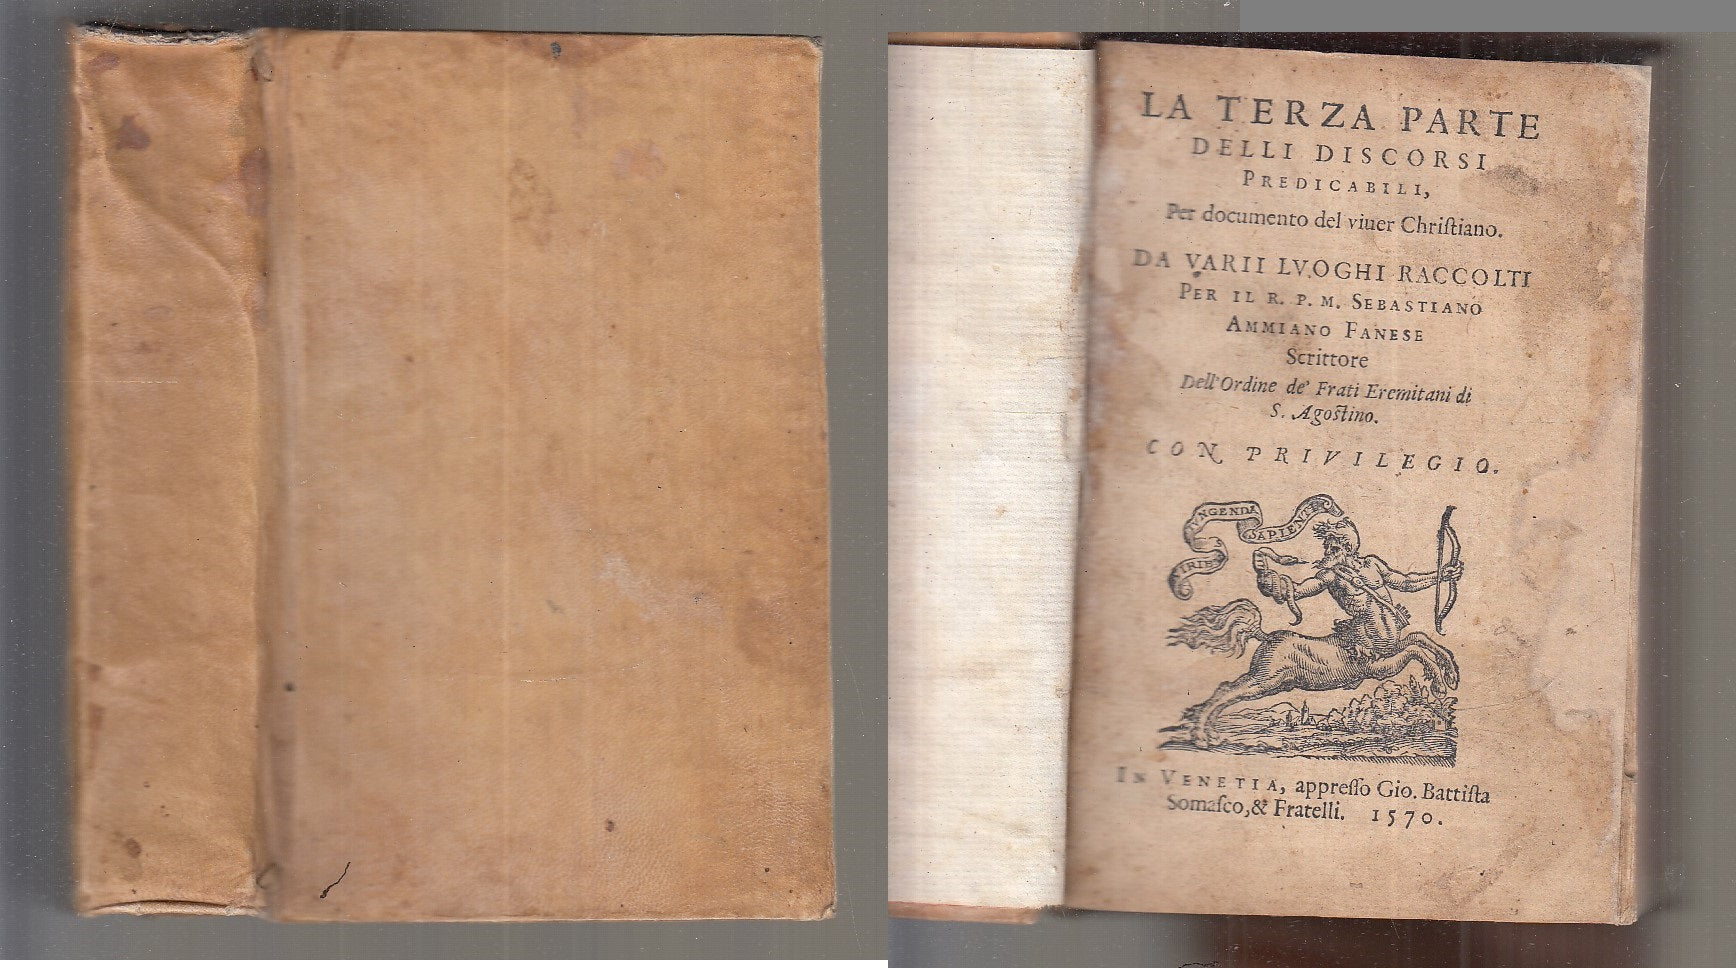 LA TERZA PARTE
DELLI DISCORSI
PREDICABILI,
Per documento del viuer Chriſtiano.
DA VARII LVOGHI RACCOLTI
PER IL R. P. M. SEBASTIANO
AMMIANO FANESE
Scrittore
Dell'Ordine de' Frati Eremitani di
S. Agoſtino.
CON PRIVILEGIO.
IVNGENDA
SAPIENTI
IN VENETIA, appreſſo Gio. Battiſta
Somaſco, & Fratelli. 1570.